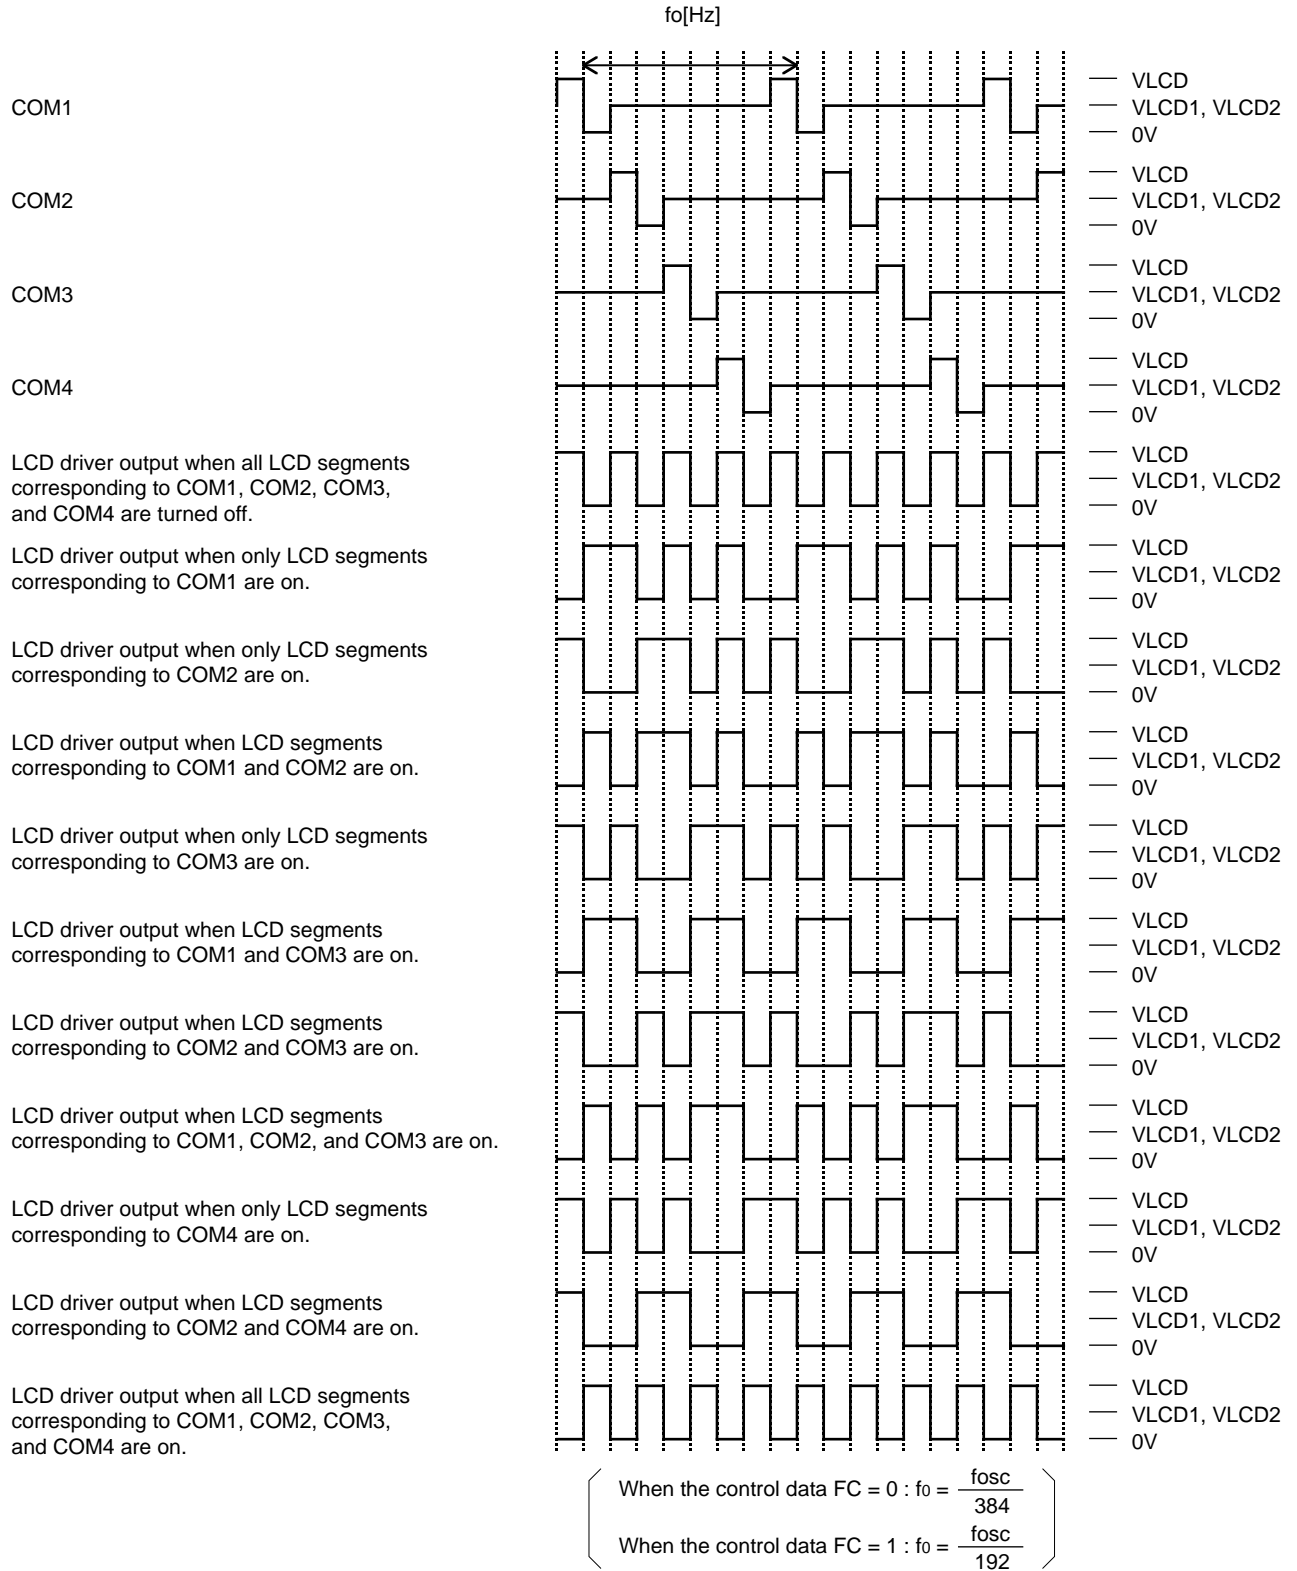 fo[Hz]
COM1
VLCD
VLCD1, VLCD2
0V
COM2
VLCD
VLCD1, VLCD2
0V
COM3
VLCD
VLCD1, VLCD2
0V
COM4
VLCD
VLCD1, VLCD2
0V
LCD driver output when all LCD segments
corresponding to COM1, COM2, COM3,
and COM4 are turned off.
VLCD
VLCD1, VLCD2
0V
LCD driver output when only LCD segments
corresponding to COM1 are on.
VLCD
VLCD1, VLCD2
0V
LCD driver output when only LCD segments
corresponding to COM2 are on.
VLCD
VLCD1, VLCD2
0V
LCD driver output when LCD segments
corresponding to COM1 and COM2 are on.
VLCD
VLCD1, VLCD2
0V
LCD driver output when only LCD segments
corresponding to COM3 are on.
VLCD
VLCD1, VLCD2
0V
LCD driver output when LCD segments
corresponding to COM1 and COM3 are on.
VLCD
VLCD1, VLCD2
0V
LCD driver output when LCD segments
corresponding to COM2 and COM3 are on.
VLCD
VLCD1, VLCD2
0V
LCD driver output when LCD segments
corresponding to COM1, COM2, and COM3 are on.
VLCD
VLCD1, VLCD2
0V
LCD driver output when only LCD segments
corresponding to COM4 are on.
VLCD
VLCD1, VLCD2
0V
LCD driver output when LCD segments
corresponding to COM2 and COM4 are on.
VLCD
VLCD1, VLCD2
0V
LCD driver output when all LCD segments
corresponding to COM1, COM2, COM3,
and COM4 are on.
VLCD
VLCD1, VLCD2
0V
When the control data FC = 0 : f0 = fosc
384
When the control data FC = 1 : f0 = fosc
192